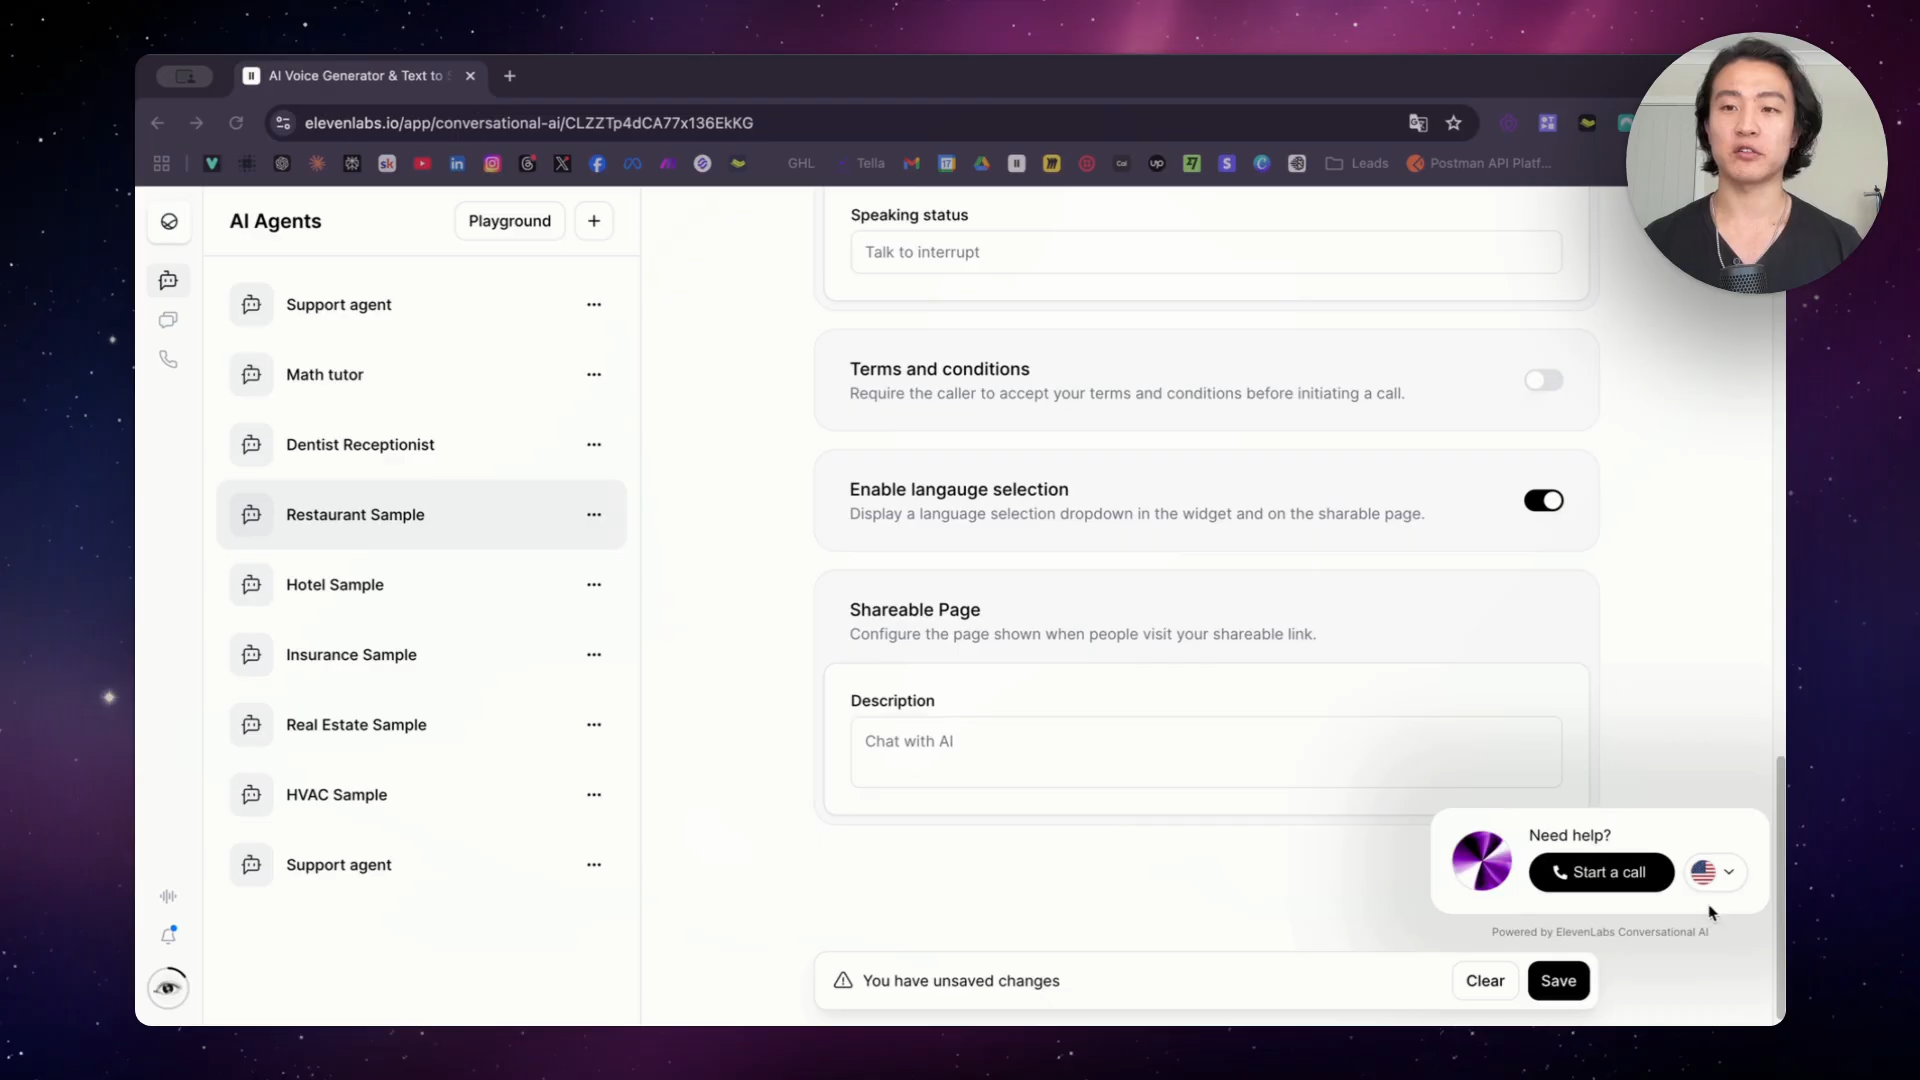 AI Voice Generator & Text to
elevenlabs.io/app/conversational-ai/CLZZTp4dCA77x136EkKG
GHL
Tella
Leads
Postman API Platf...
AI Agents
Playground
Support agent
Math tutor
Dentist Receptionist
Restaurant Sample
Hotel Sample
Insurance Sample
Real Estate Sample
HVAC Sample
Support agent
Speaking status
Talk to interrupt
Terms and conditions
Require the caller to accept your terms and conditions before initiating a call.
Enable langauge selection
Display a language selection dropdown in the widget and on the sharable page.
Shareable Page
Configure the page shown when people visit your shareable link.
Description
Chat with AI
Need help?
Start a call
Powered by ElevenLabs Conversational AI
You have unsaved changes
Clear
Save